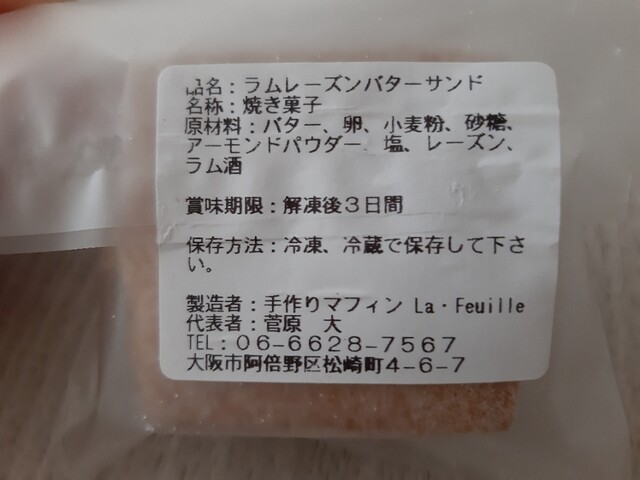 品名：ラムレーズンバターサンド
名称：焼き菓子
原材料：バター、卵、小麦粉、砂糖、
アーモンドパウダー、塩、レーズン、
ラム酒
賞味期限：解凍後３日間
保存方法：冷凍、冷蔵で保存して下さ
い。
製造者：手作りマフィン La・Feuille
代表者：菅原　大
TEL：０６－６６２８－７５６７
大阪市阿倍野区松崎町４－６－７